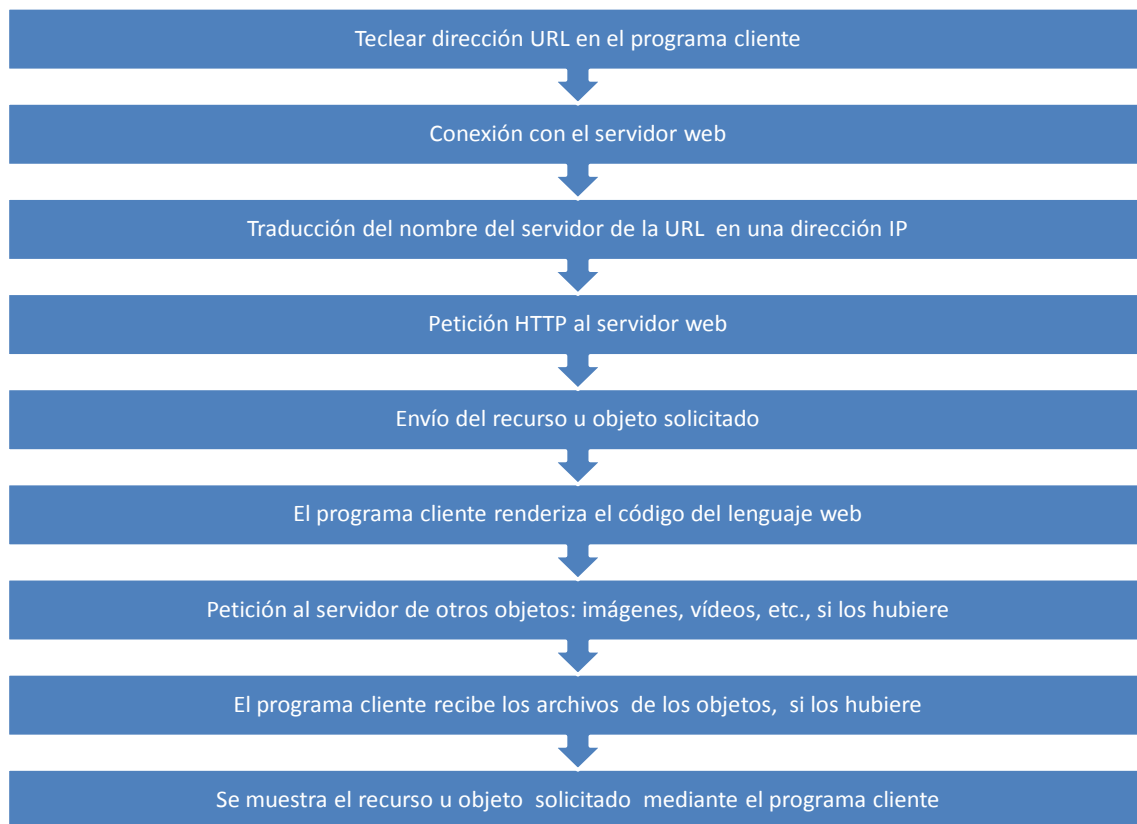 Teclear dirección URL en el programa cliente
Conexión con el servidor web
Traducción del nombre del servidor de la URL en una dirección IP
Petición HTTP al servidor web
Envío del recurso u objeto solicitado
El programa cliente renderiza el código del lenguaje web
Petición al servidor de otros objetos: imágenes, vídeos, etc., si los hubiere
El programa cliente recibe los archivos de los objetos, si los hubiere
Se muestra el recurso u objeto solicitado mediante el programa cliente